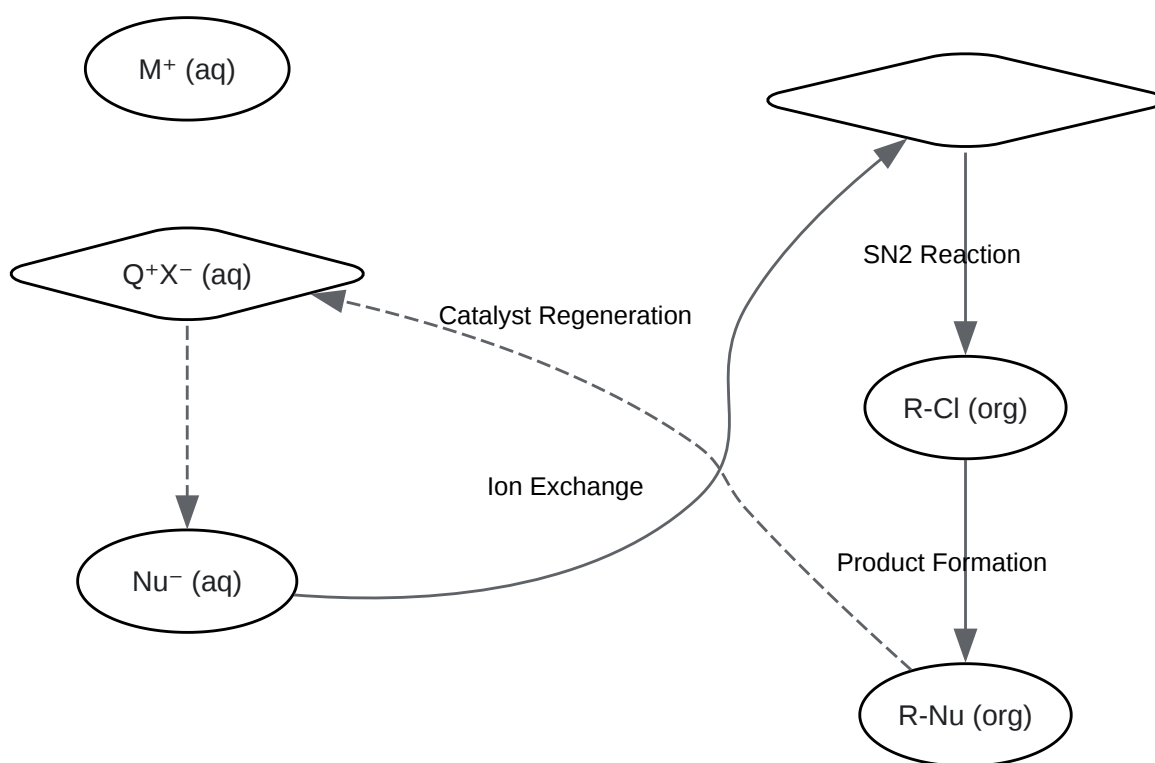 M⁺ (aq)
Q⁺X⁻ (aq)
SN2 Reaction
Catalyst Regeneration
R-Cl (org)
Ion Exchange
Product Formation
Nu⁻ (aq)
R-Nu (org)